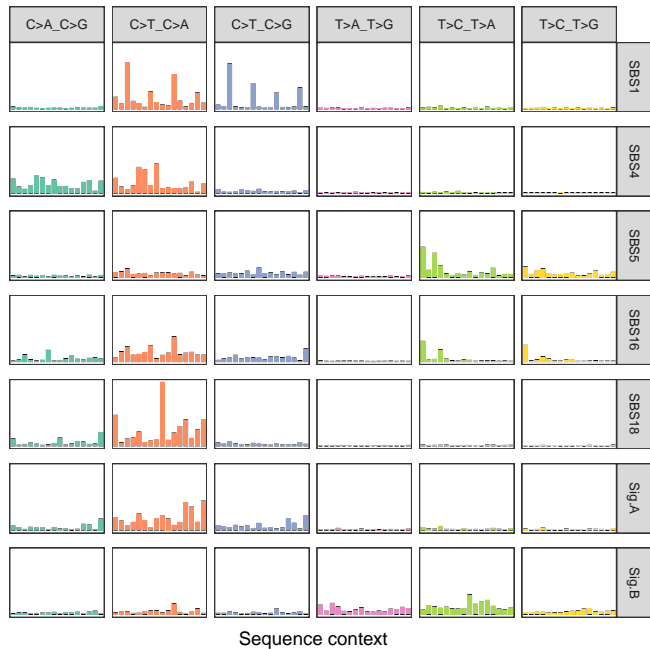 C>A_C>G C>T_C>A C>T_C>G T>A_T>G T>C_T>A T>C_T>G
SBS1
SBS4
SBS5
SBS16
SBS18
Sig.A
Sig.B
Sequence context